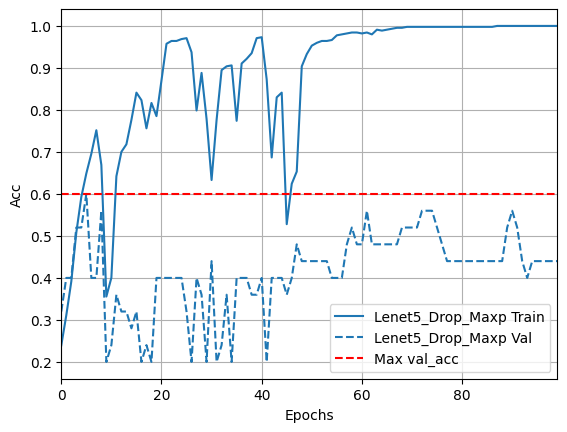 1.0
0.9
0.8
0.7
0.6
0.5
0.4
0.3
0.2
Acc
0 20 40 60 80
Epochs
Lenet5_Drop_Maxp Train
Lenet5_Drop_Maxp Val
Max val_acc